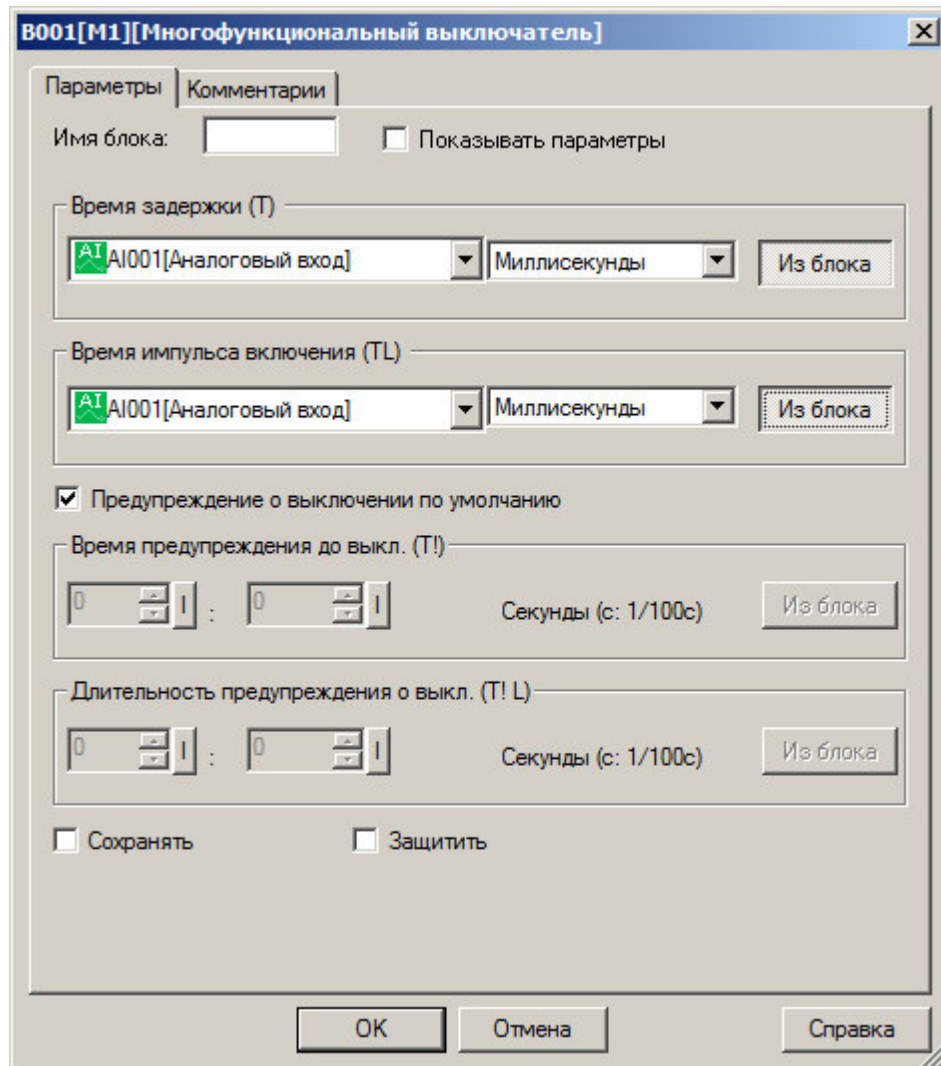 B001[M1][Многофункциональный выключатель]
Параметры Комментарии
Имя блока: Показывать параметры
Время задержки (T)
AI AI001[Аналоговый вход] Миллисекунды Из блока
Время импульса включения (TL)
AI AI001[Аналоговый вход] Миллисекунды Из блока
Предупреждение о выключении по умолчанию
Время предупреждения до выкл. (T!)
0 : 0 Секунды (с: 1/100с) Из блока
Длительность предупреждения о выкл. (T! L)
0 : 0 Секунды (с: 1/100с) Из блока
Сохранять Защитить
OK Отмена Справка